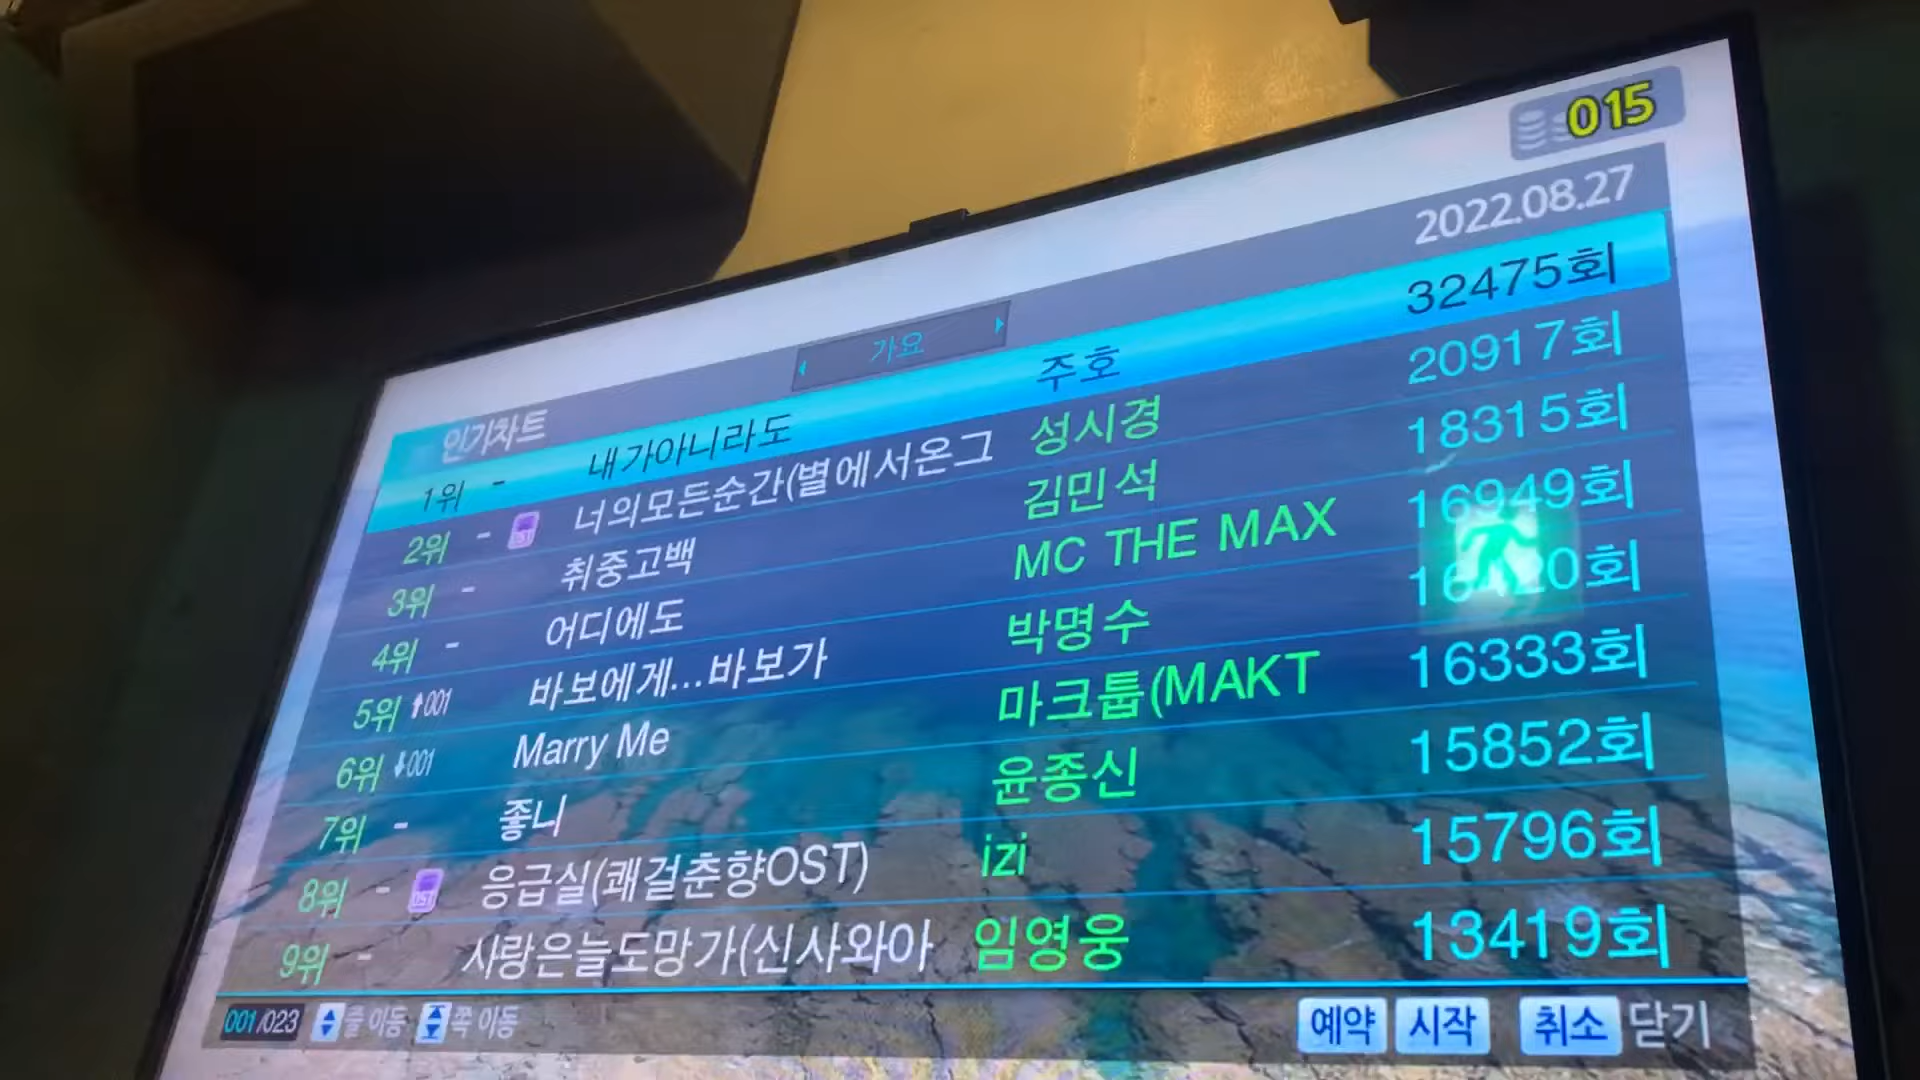 015
2022.08.27
인기차트
가요
1위 - 내가아니라도 주호 32475회
2위 - 너의모든순간(별에서온그 성시경 20917회
3위 - 취중고백 김민석 18315회
4위 - 어디에도 MC THE MAX 16949회
5위 ↑001 바보에게...바보가 박명수
6위 ↓001 Marry Me 마크툽(MAKT 16333회
7위 - 좋니 윤종신 15852회
8위 - OST 응급실(쾌걸춘향OST) izi 15796회
9위 - 사랑은늘도망가(신사와아 임영웅 13419회
001/023 줄 이동 쪽 이동 예약 시작 취소 닫기